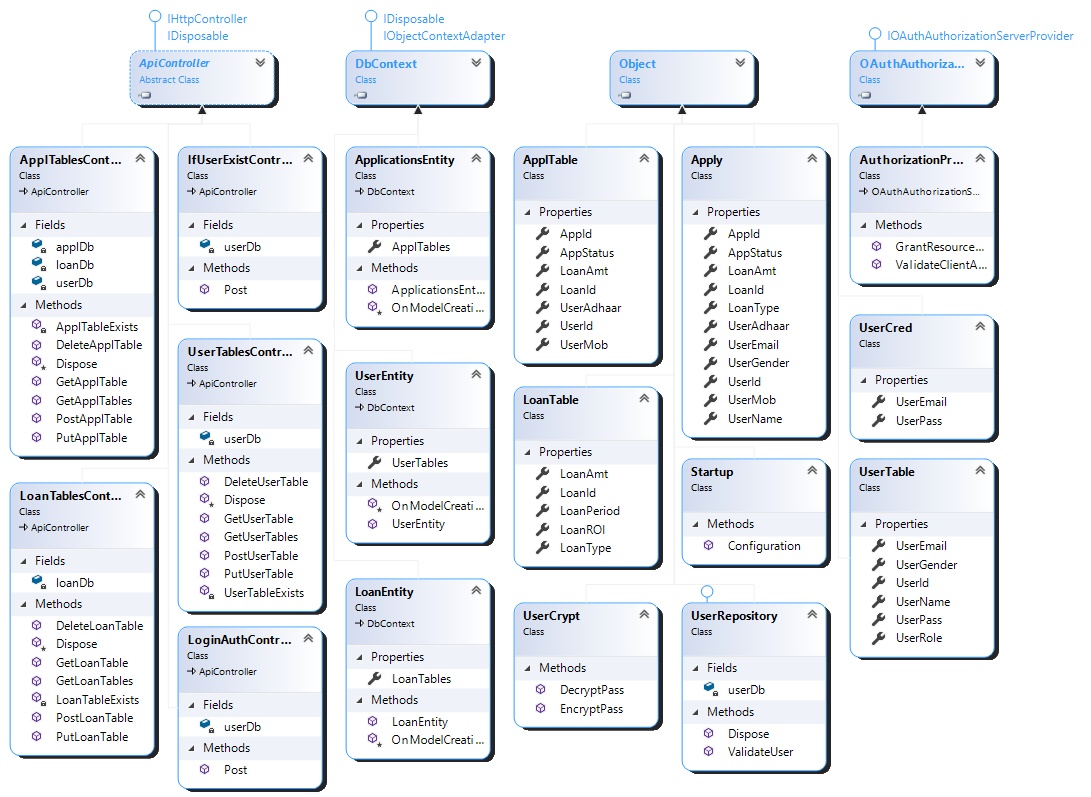 IHttpController
IDisposable
ApiController
Abstract Class
ApplTablesCont...
Class
ApiController
Fields
applDb
loanDb
userDb
Methods
ApplTableExists
DeleteApplTable
Dispose
GetApplTable
GetApplTables
PostApplTable
PutApplTable
LoanTablesCont...
Class
ApiController
Fields
loanDb
Methods
DeleteLoanTable
Dispose
GetLoanTable
GetLoanTables
LoanTableExists
PostLoanTable
PutLoanTable
IfUserExistContr...
Class
ApiController
Fields
userDb
Methods
Post
UserTablesContr...
Class
ApiController
Fields
userDb
Methods
DeleteUserTable
Dispose
GetUserTable
GetUserTables
PostUserTable
PutUserTable
UserTableExists
LoginAuthContr...
Class
ApiController
Fields
userDb
Methods
Post
IDisposable
IObjectContextAdapter
DbContext
Class
ApplicationsEntity
Class
DbContext
Properties
ApplTables
Methods
ApplicationsEnt...
OnModelCreati...
UserEntity
Class
DbContext
Properties
UserTables
Methods
OnModelCreati...
UserEntity
LoanEntity
Class
DbContext
Properties
LoanTables
Methods
LoanEntity
OnModelCreati...
Object
Class
ApplTable
Class
Properties
AppId
AppStatus
LoanAmt
LoanId
UserAdhaar
UserId
UserMob
LoanTable
Class
Properties
LoanAmt
LoanId
LoanPeriod
LoanROI
LoanType
UserCrypt
Class
Methods
DecryptPass
EncryptPass
Apply
Class
Properties
AppId
AppStatus
LoanAmt
LoanId
LoanType
UserAdhaar
UserEmail
UserGender
UserId
UserMob
UserName
Startup
Class
Methods
Configuration
UserRepository
Class
Fields
userDb
Methods
Dispose
ValidateUser
IOAuthAuthorizationServerProvider
OAuthAuthoriza...
Class
AuthorizationPr...
Class
OAuthAuthorizationS...
Methods
GrantResource...
ValidateClientA...
UserCred
Class
Properties
UserEmail
UserPass
UserTable
Class
Properties
UserEmail
UserGender
UserId
UserName
UserPass
UserRole